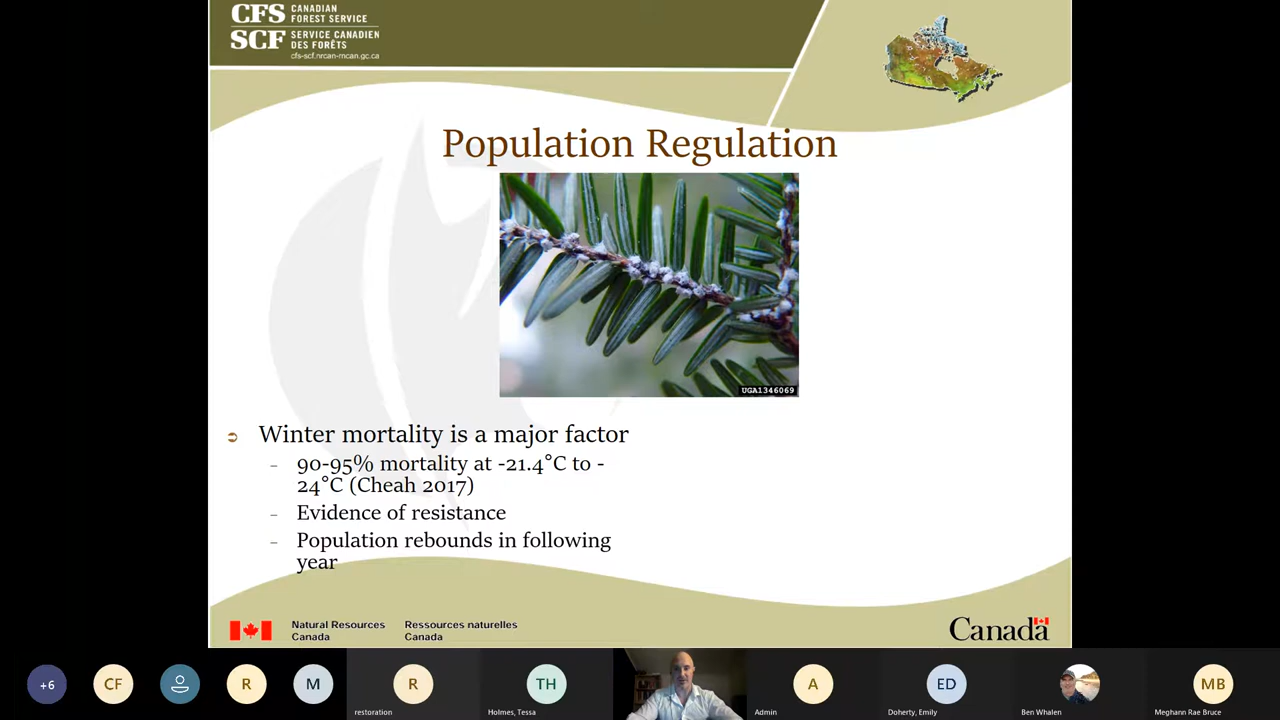 CFS CANADIAN
FOREST SERVICE
SCF SERVICE CANADIEN
DES FORÊTS
cfs-scf.nrcan-rncan.gc.ca
Population Regulation
UGA1346069
Winter mortality is a major factor
– 90-95% mortality at -21.4°C to -
24°C (Cheah 2017)
– Evidence of resistance
– Population rebounds in following
year
Natural Resources Ressources naturelles
Canada Canada
Canada
+6 CF R M R TH A ED MB
restoration Holmes, Tessa Admin Doherty, Emily Ben Whalen Meghann Rae Bruce